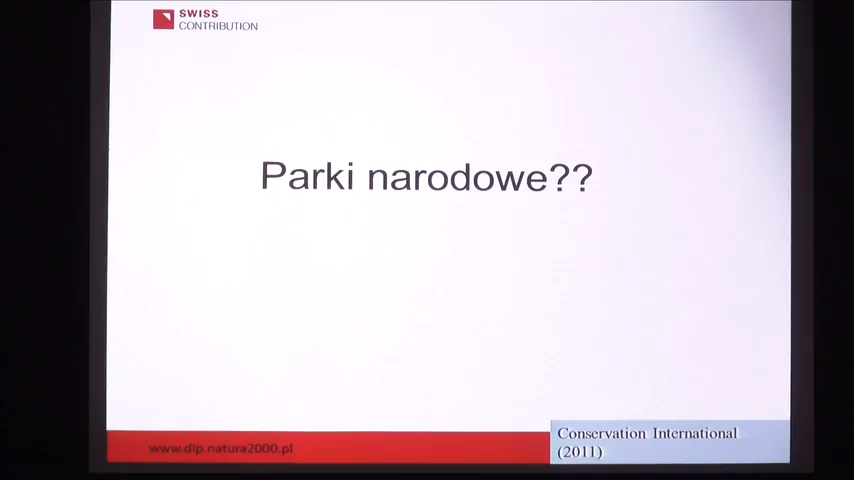 SWISS
CONTRIBUTION
Parki narodowe??
www.dip.natura2000.pl
Conservation International
(2011)